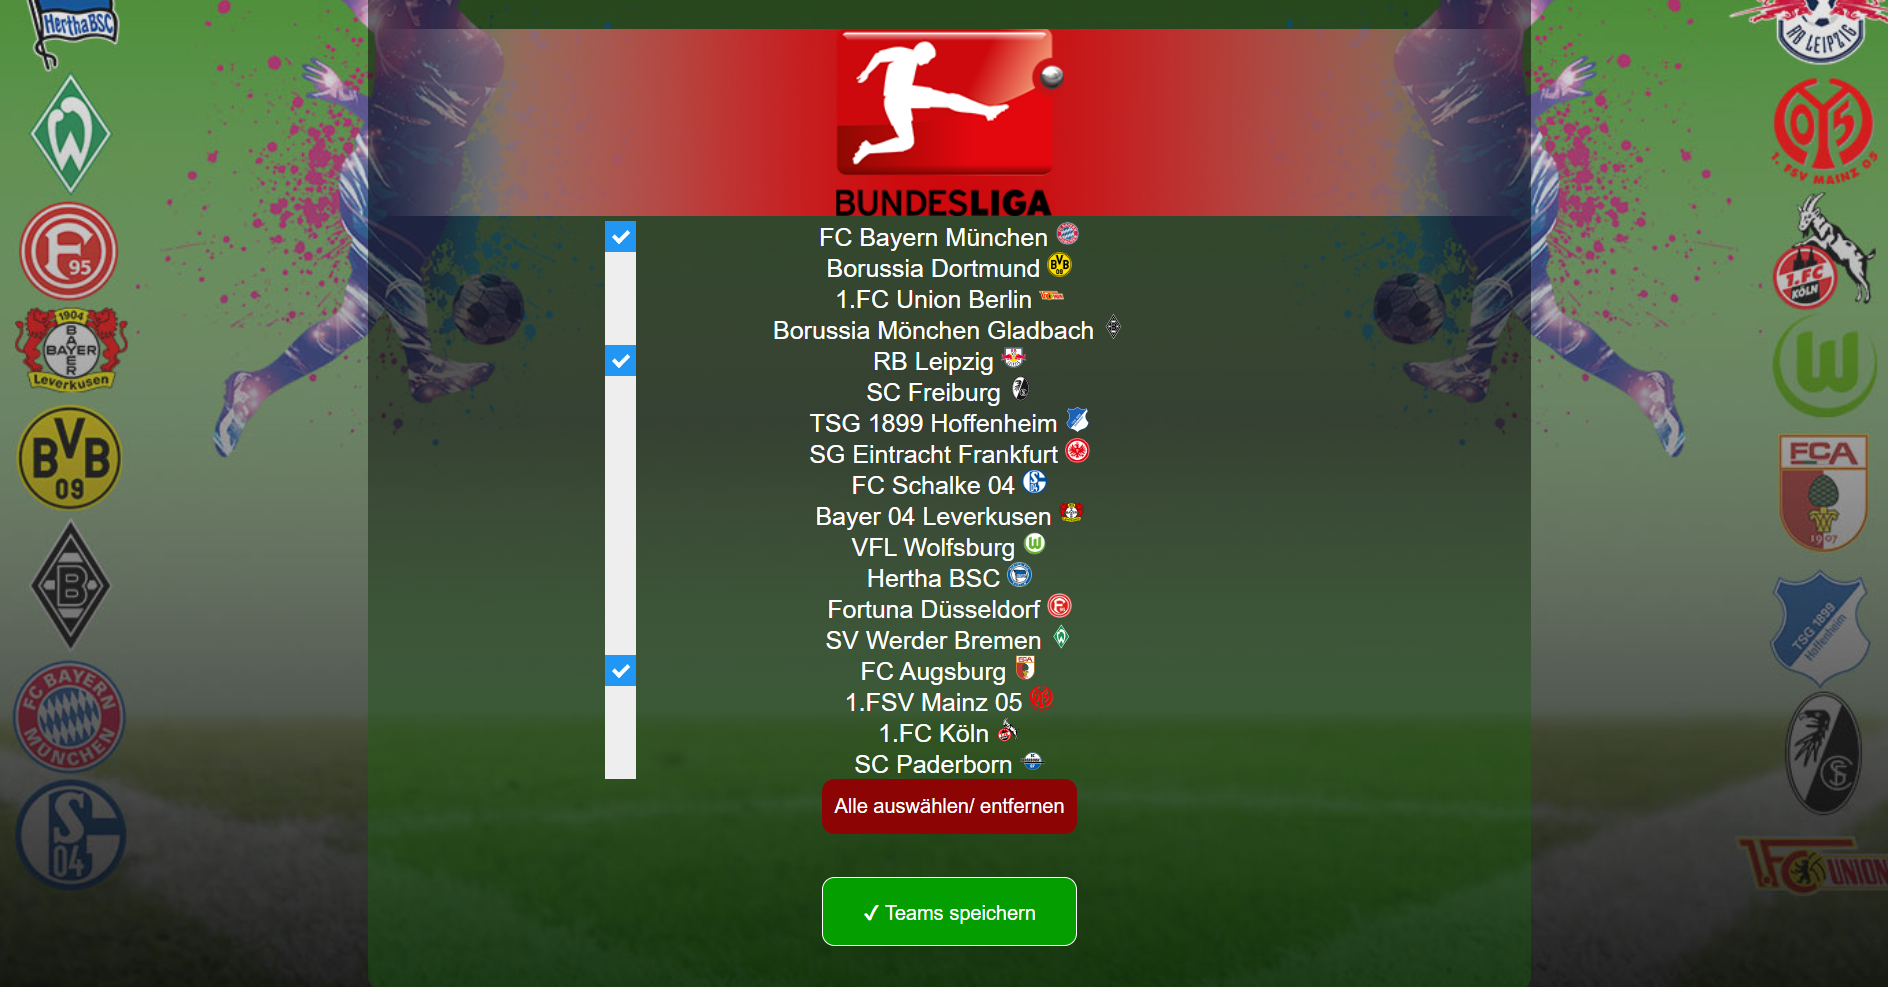 Hertha BSC
RB LEIPZIG
BUNDESLIGA
FC Bayern München
Borussia Dortmund
1.FC Union Berlin
Borussia Mönchen Gladbach
RB Leipzig
SC Freiburg
TSG 1899 Hoffenheim
SG Eintracht Frankfurt
FC Schalke 04
Bayer 04 Leverkusen
VFL Wolfsburg
Hertha BSC
Fortuna Düsseldorf
SV Werder Bremen
FC Augsburg
1.FSV Mainz 05
1.FC Köln
SC Paderborn
Alle auswählen/ entfernen
✓ Teams speichern
W
F 95
1904
BAYER
BAYER
Leverkusen
BVB
09
B
FC BAYERN
MÜNCHEN
S
04
05
1. FSV MAINZ 05
1.FC
KÖLN
W
FCA
1907
TSG 1899
Hoffenheim
SC
1.FC UNION